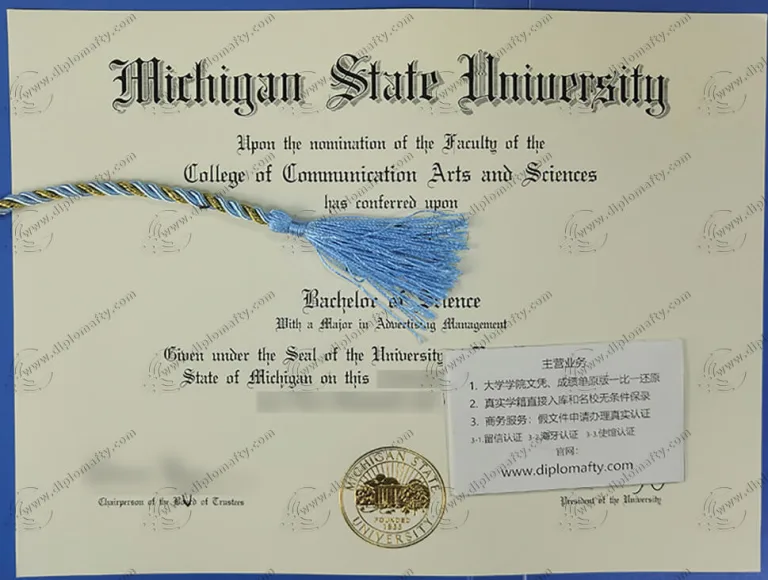 Michigan State University
Upon the nomination of the Faculty of the
College of Communication Arts and Sciences
has conferred upon
Bachelor of Science
With a Major in Advertising Management
Given under the Seal of the University
State of Michigan on this
主营业务
1. 大学学院文凭、成绩单原版一比一还原
2. 真实学籍直接入库和名校无条件保录
3. 商务服务：假文件申请办理真实认证
3-1.留信认证 3-2.海牙认证 3-3.使馆认证
官网：
www.diplomafty.com
Chairperson of the Board of Trustees
President of the University
MICHIGAN STATE
UNIVERSITY
FOUNDED
1855
www.diplomafty.com